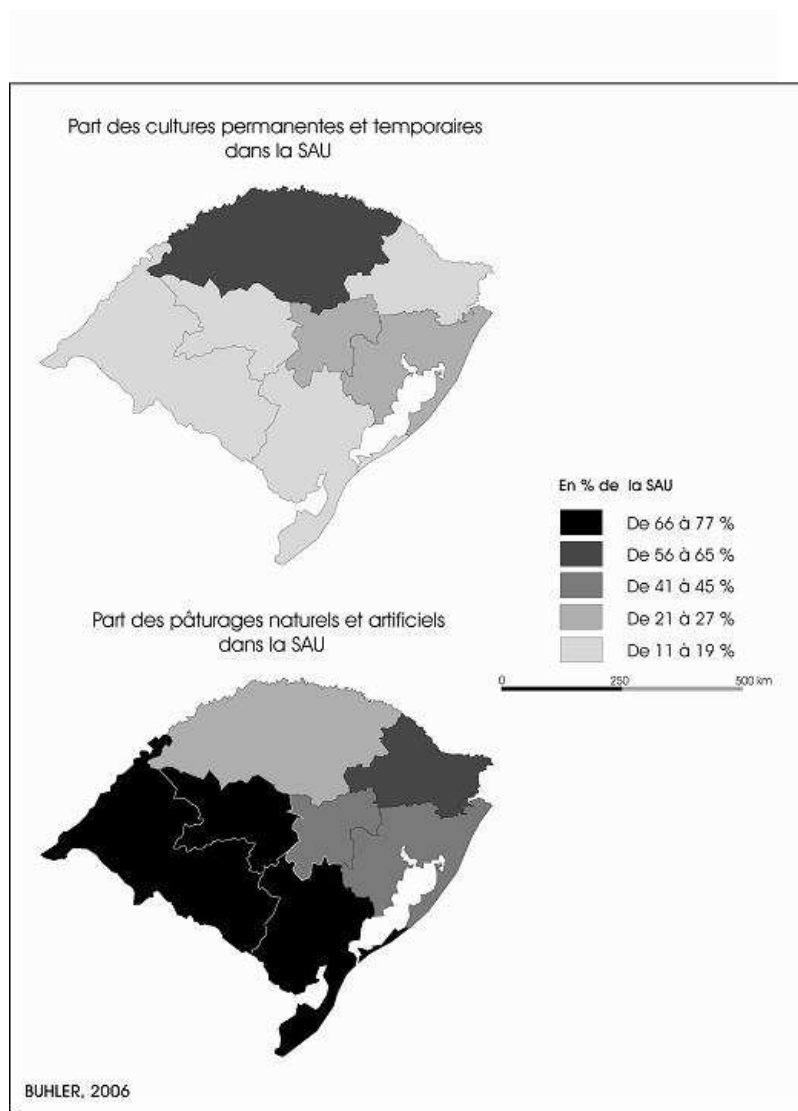 Part des cultures permanentes et temporaires
dans la SAU
En % de la SAU
De 66 à 77 %
De 56 à 65 %
De 41 à 45 %
De 21 à 27 %
De 11 à 19 %
0 250 500 km
Part des pâturages naturels et artificiels
dans la SAU
BUHLER, 2006